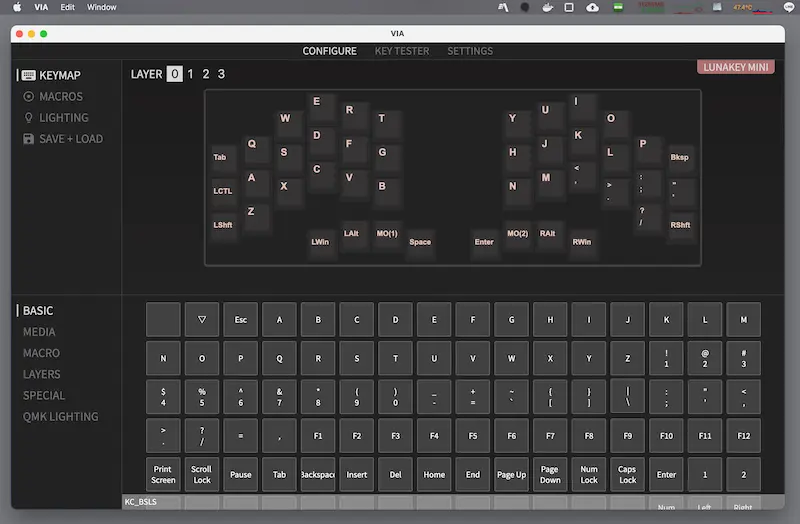 VIA Edit Window 47.4°C
VIA
CONFIGURE KEY TESTER SETTINGS
KEYMAP
MACROS
LIGHTING
SAVE + LOAD
LAYER 0 1 2 3
LUNAKEY MINI
E R W T Q
D F S G Tab A
C V X B LCTL Z
LShft
LWin LAlt MO(1) Space
I U Y O P
K J H L Bksp
< , M N > . : ; " '
? / RShft
Enter MO(2) RAlt RWin
BASIC
MEDIA
MACRO
LAYERS
SPECIAL
QMK LIGHTING
▽ Esc A B C D E F G H I J K L M
N O P Q R S T U V W X Y Z ! 1 @ 2 # 3
$ 4 % 5 ^ 6 & 7 * 8 ( 9 ) 0 _ - + = ~ ` { [ } ] | \ : ; " ' < ,
> . ? / = , F1 F2 F3 F4 F5 F6 F7 F8 F9 F10 F11 F12
Print Screen Scroll Lock Pause Tab Backspace Insert Del Home End Page Up Page Down Num Lock Caps Lock Enter 1 2
KC_BSLS
Num Left Right